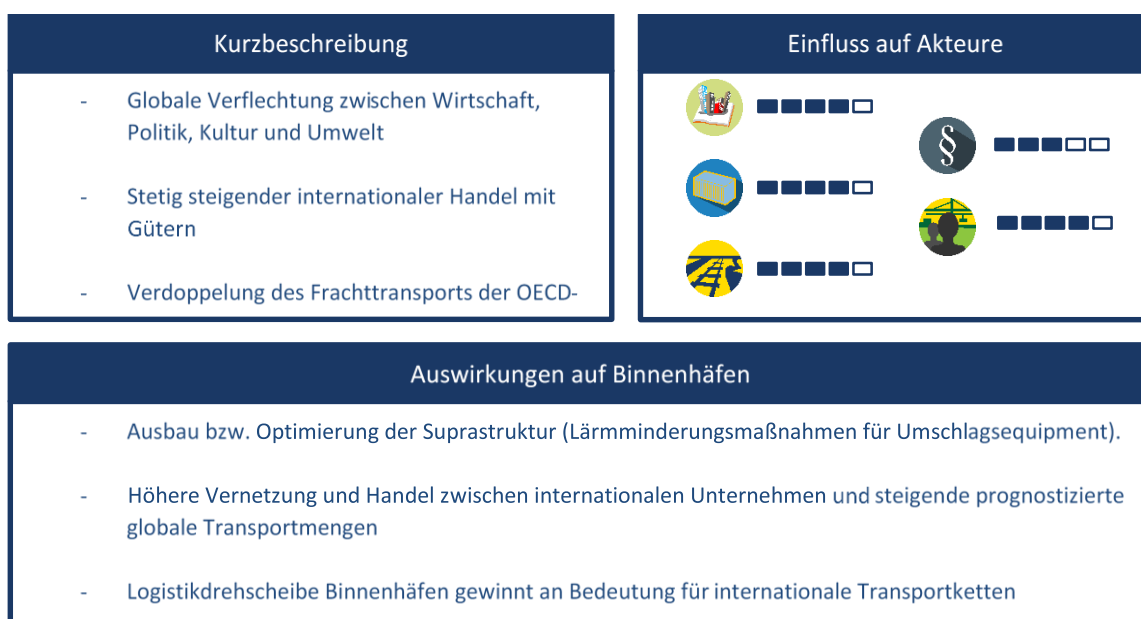 Kurzbeschreibung
- Globale Verflechtung zwischen Wirtschaft,
Politik, Kultur und Umwelt
- Stetig steigender internationaler Handel mit
Gütern
- Verdoppelung des Frachttransports der OECD-
Einfluss auf Akteure
§
Auswirkungen auf Binnenhäfen
- Ausbau bzw. Optimierung der Suprastruktur (Lärmminderungsmaßnahmen für Umschlagsequipment).
- Höhere Vernetzung und Handel zwischen internationalen Unternehmen und steigende prognostizierte
globale Transportmengen
- Logistikdrehscheibe Binnenhäfen gewinnt an Bedeutung für internationale Transportketten